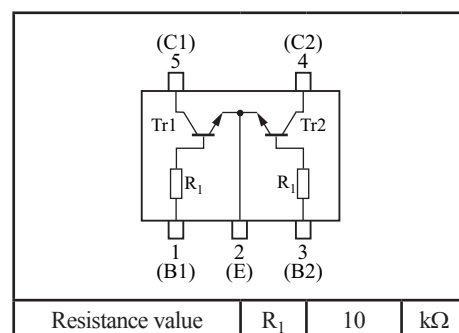 (C1) (C2)
5 4
Tr1 Tr2
R1 R1
1 2 3
(B1) (E) (B2)
Resistance value R1 10 kΩ